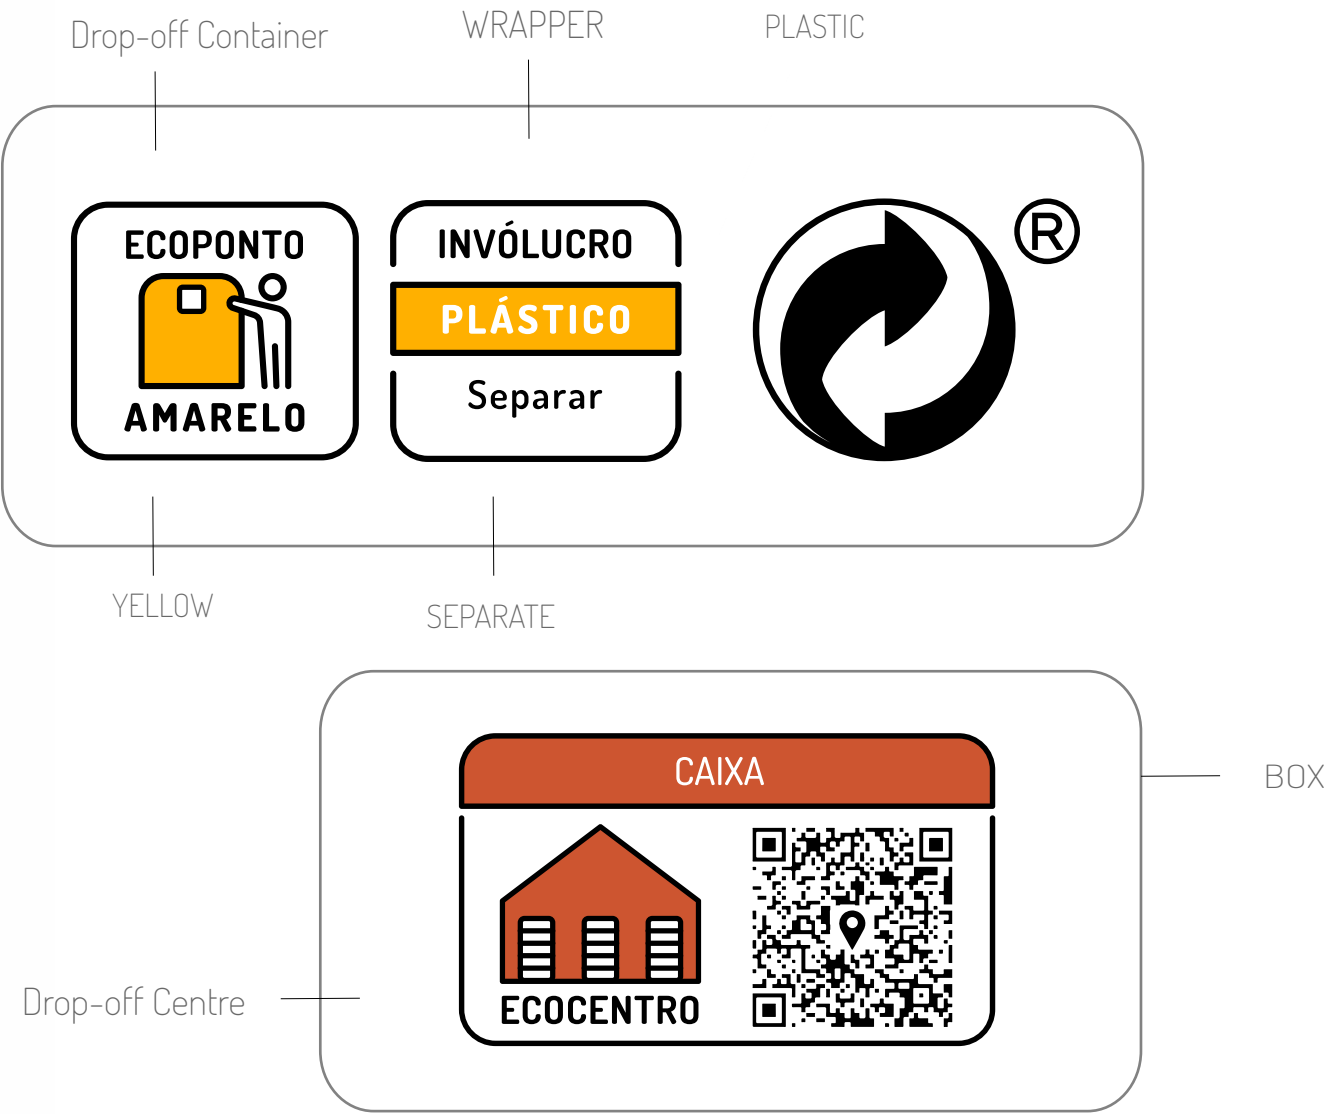 Drop-off Container
WRAPPER
PLASTIC
ECOPONTO
AMARELO
INVÓLUCRO
PLÁSTICO
Separar
®
YELLOW
SEPARATE
CAIXA
BOX
ECOCENTRO
Drop-off Centre